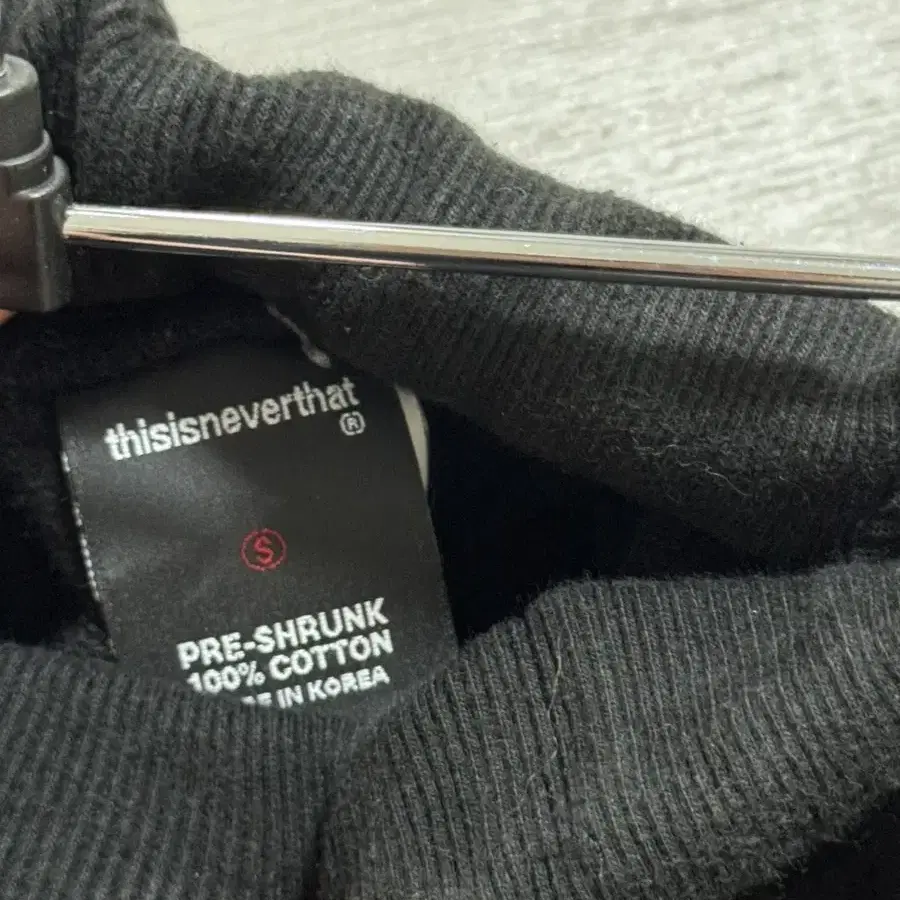 thisisneverthat
®
S
PRE-SHRUNK
100% COTTON
IN KOREA